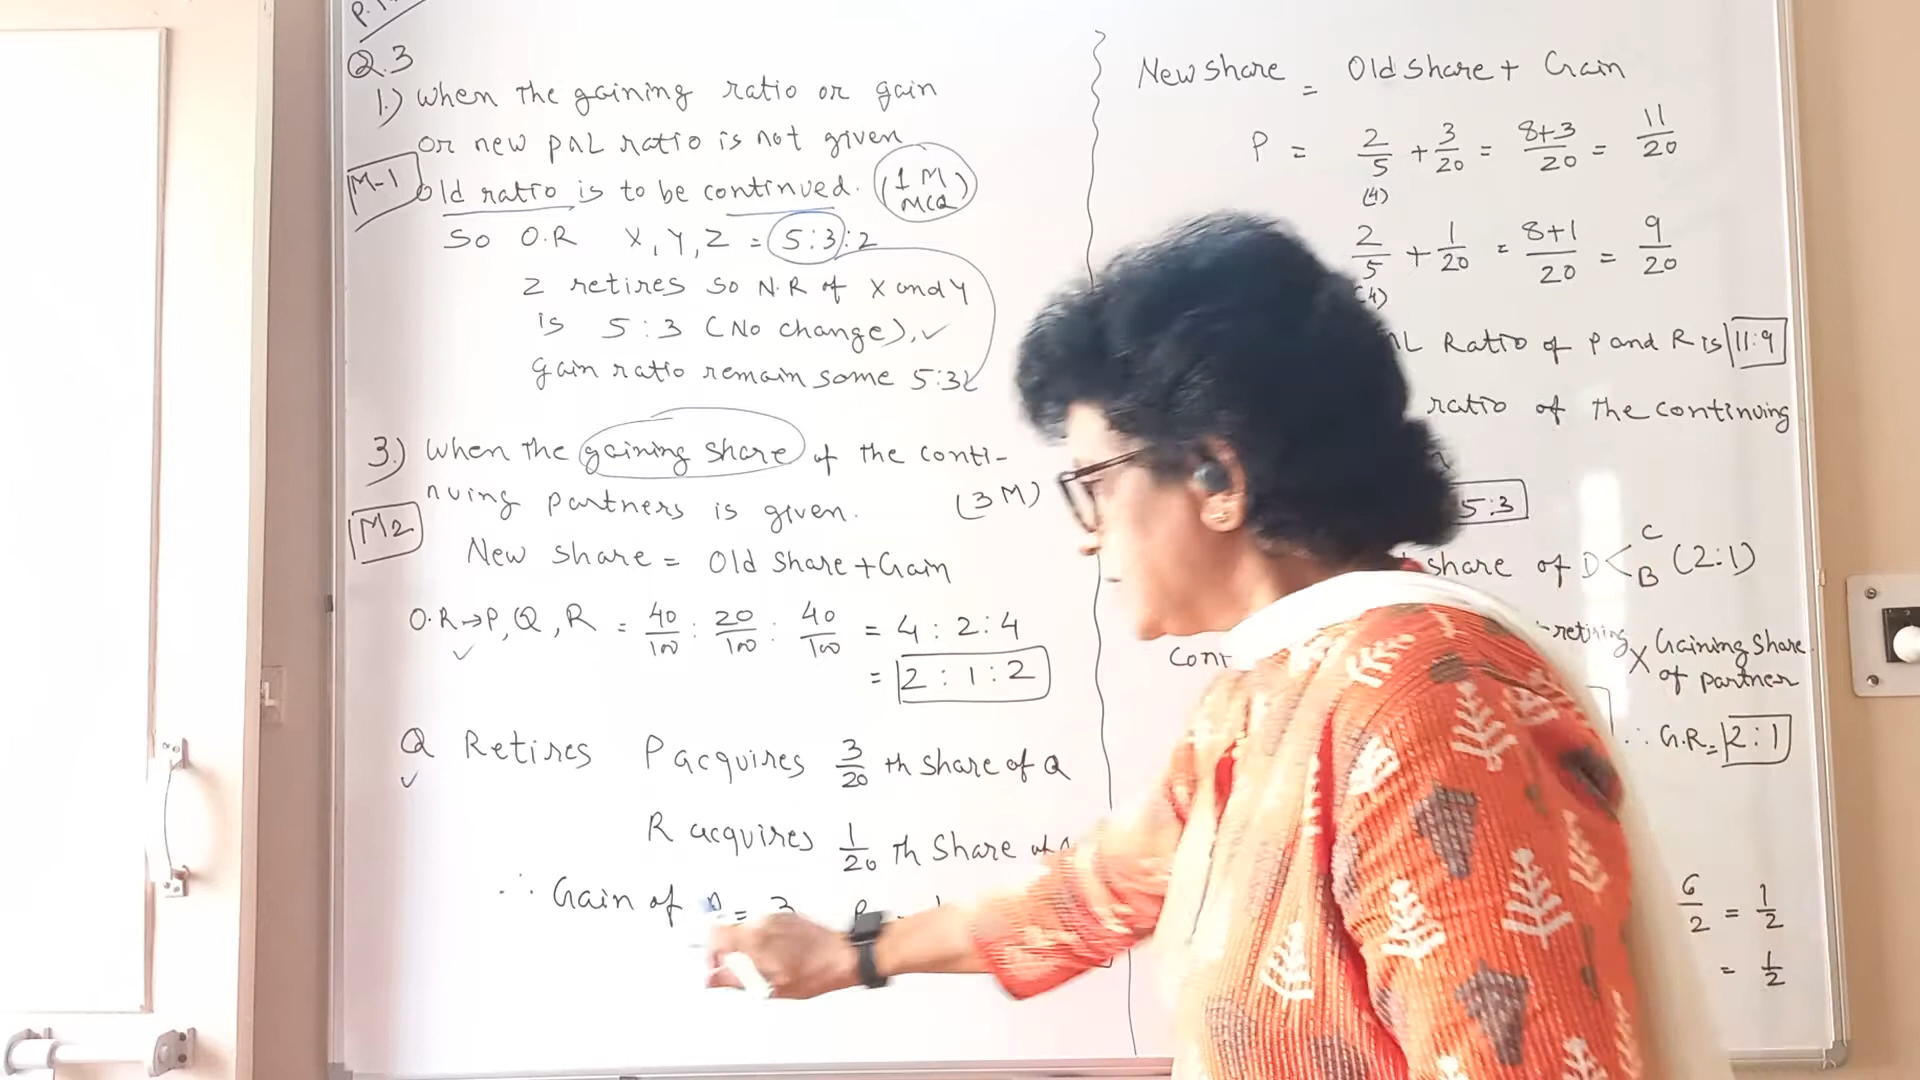 Q.3
1.) When the gaining ratio or gain
or new P&L ratio is not given
M-1
old ratio is to be continued. (1 M MCQ)
So O.R X, Y, Z = 5:3:2
Z retires so N.R of X and Y
is 5:3 (No change), ✓
gain ratio remain same 5:3
3.) When the gaining share of the conti-
nuing partners is given. (3 M)
M2
New share = Old share + Gain
O.R → P, Q, R = 40/100 : 20/100 : 40/100 = 4 : 2 : 4
= 2 : 1 : 2
Q Retires P acquires 3/20 th share of Q
R acquires 1/20 th share
∴ Gain of
New share = Old share + Gain
P = 2/5 + 3/20 = 8+3/20 = 11/20
(4)
2/5 + 1/20 = 8+1/20 = 9/20
(4)
Ratio of P and R is 11:9
ratio of the continuing
5:3
share of D < C B (2:1)
retiring × Gaining share
of partner
Cont
∴ G.R = 2:1
6/2 = 1/2
= 1/2